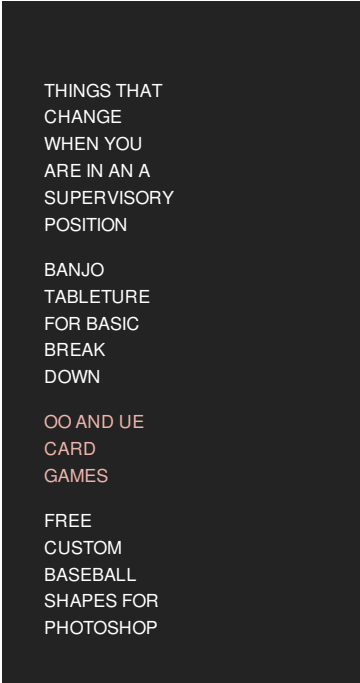 THINGS THAT
CHANGE
WHEN YOU
ARE IN AN A
SUPERVISORY
POSITION
BANJO
TABLETURE
FOR BASIC
BREAK
DOWN
OO AND UE
CARD
GAMES
FREE
CUSTOM
BASEBALL
SHAPES FOR
PHOTOSHOP